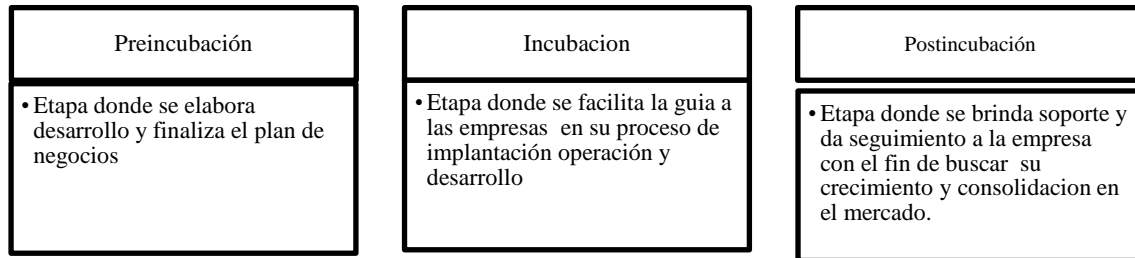 Preincubación
• Etapa donde se elabora
desarrollo y finaliza el plan de
negocios
Incubacion
• Etapa donde se facilita la guia a
las empresas en su proceso de
implantación operación y
desarrollo
Postincubación
• Etapa donde se brinda soporte y
da seguimiento a la empresa
con el fin de buscar su
crecimiento y consolidacion en
el mercado.